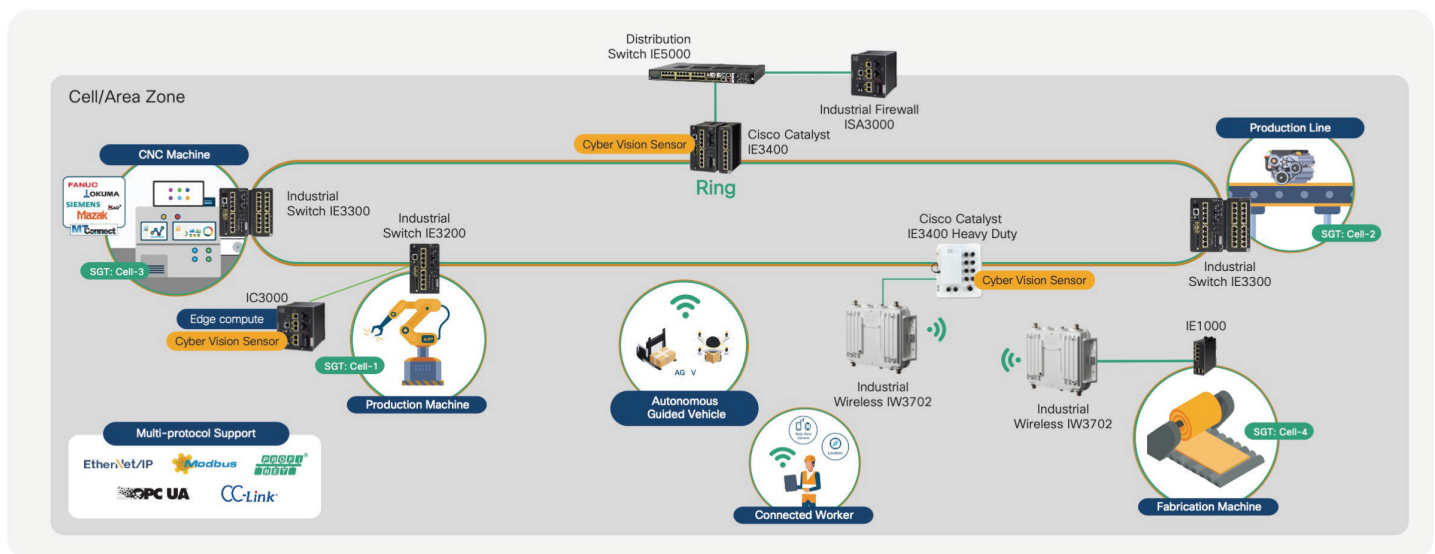 Distribution
Switch IE5000
Industrial Firewall
ISA3000
Cell/Area Zone
Cyber Vision Sensor
Cisco Catalyst
IE3400
Ring
Production Line
SGT: Cell-2
CNC Machine
FANUC
OKUMA
SIEMENS
MAG
Mazak
MTConnect
SGT: Cell-3
Industrial
Switch IE3300
Industrial
Switch IE3200
Cisco Catalyst
IE3400 Heavy Duty
Cyber Vision Sensor
Industrial
Switch IE3300
IC3000
Edge compute
Cyber Vision Sensor
SGT: Cell-1
Production Machine
AG V
Autonomous
Guided Vehicle
Industrial
Wireless IW3702
Industrial
Wireless IW3702
IE1000
SGT: Cell-4
Fabrication Machine
Location
Connected Worker
Multi-protocol Support
EtherNet/IP
Modbus
PROFI
NET
OPC UA
CC-Link